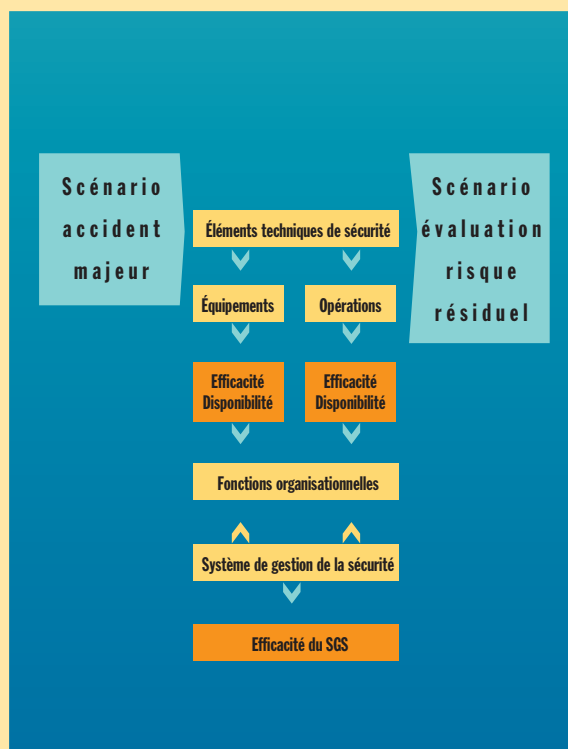 Scénario
accident
majeur
Scénario
évaluation
risque
résiduel
Éléments techniques de sécurité
Équipements
Opérations
Efficacité
Disponibilité
Efficacité
Disponibilité
Fonctions organisationnelles
Système de gestion de la sécurité
Efficacité du SGS